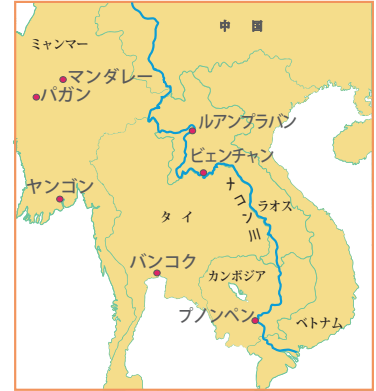 中 国
ミャンマー
マンダレー
パガン
ルアンプラバン
ビェンチャン
ヤンゴン
メコン川
ラオス
タ イ
バンコク
カンボジア
プノンペン
ベトナム